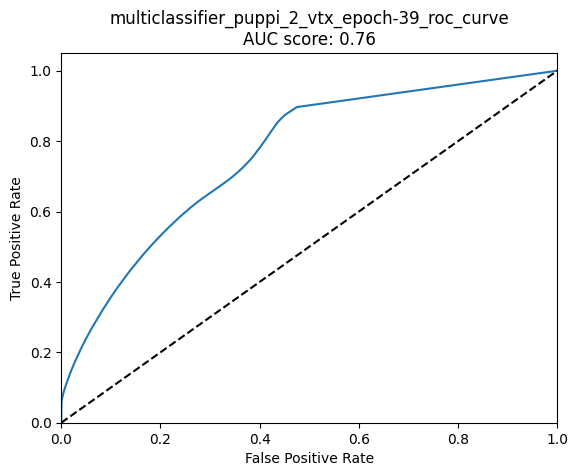 multiclassifier_puppi_2_vtx_epoch-39_roc_curve
AUC score: 0.76
1.0
0.8
0.6
0.4
0.2
0.0
True Positive Rate
0.0 0.2 0.4 0.6 0.8 1.0
False Positive Rate